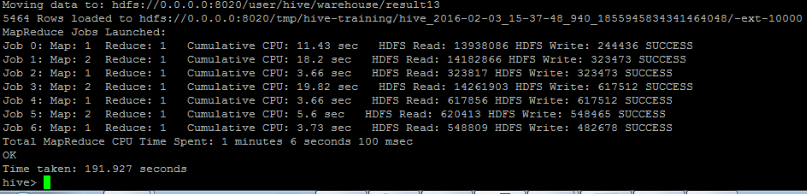 Moving data to: hdfs://0.0.0.0:8020/user/hive/warehouse/result13
5464 Rows loaded to hdfs://0.0.0.0:8020/tmp/hive-training/hive_2016-02-03_15-37-48_940_1855945834341464048/-ext-10000
MapReduce Jobs Launched:
Job 0: Map: 1  Reduce: 1   Cumulative CPU: 11.43 sec   HDFS Read: 13938086 HDFS Write: 244436 SUCCESS
Job 1: Map: 2  Reduce: 1   Cumulative CPU: 18.2 sec   HDFS Read: 14182866 HDFS Write: 323473 SUCCESS
Job 2: Map: 1  Reduce: 1   Cumulative CPU: 3.66 sec   HDFS Read: 323817 HDFS Write: 323473 SUCCESS
Job 3: Map: 2  Reduce: 1   Cumulative CPU: 19.82 sec   HDFS Read: 14261903 HDFS Write: 617512 SUCCESS
Job 4: Map: 1  Reduce: 1   Cumulative CPU: 3.66 sec   HDFS Read: 617856 HDFS Write: 617512 SUCCESS
Job 5: Map: 2  Reduce: 1   Cumulative CPU: 5.6 sec   HDFS Read: 620413 HDFS Write: 548465 SUCCESS
Job 6: Map: 1  Reduce: 1   Cumulative CPU: 3.73 sec   HDFS Read: 548809 HDFS Write: 482678 SUCCESS
Total MapReduce CPU Time Spent: 1 minutes 6 seconds 100 msec
OK
Time taken: 191.927 seconds
hive>